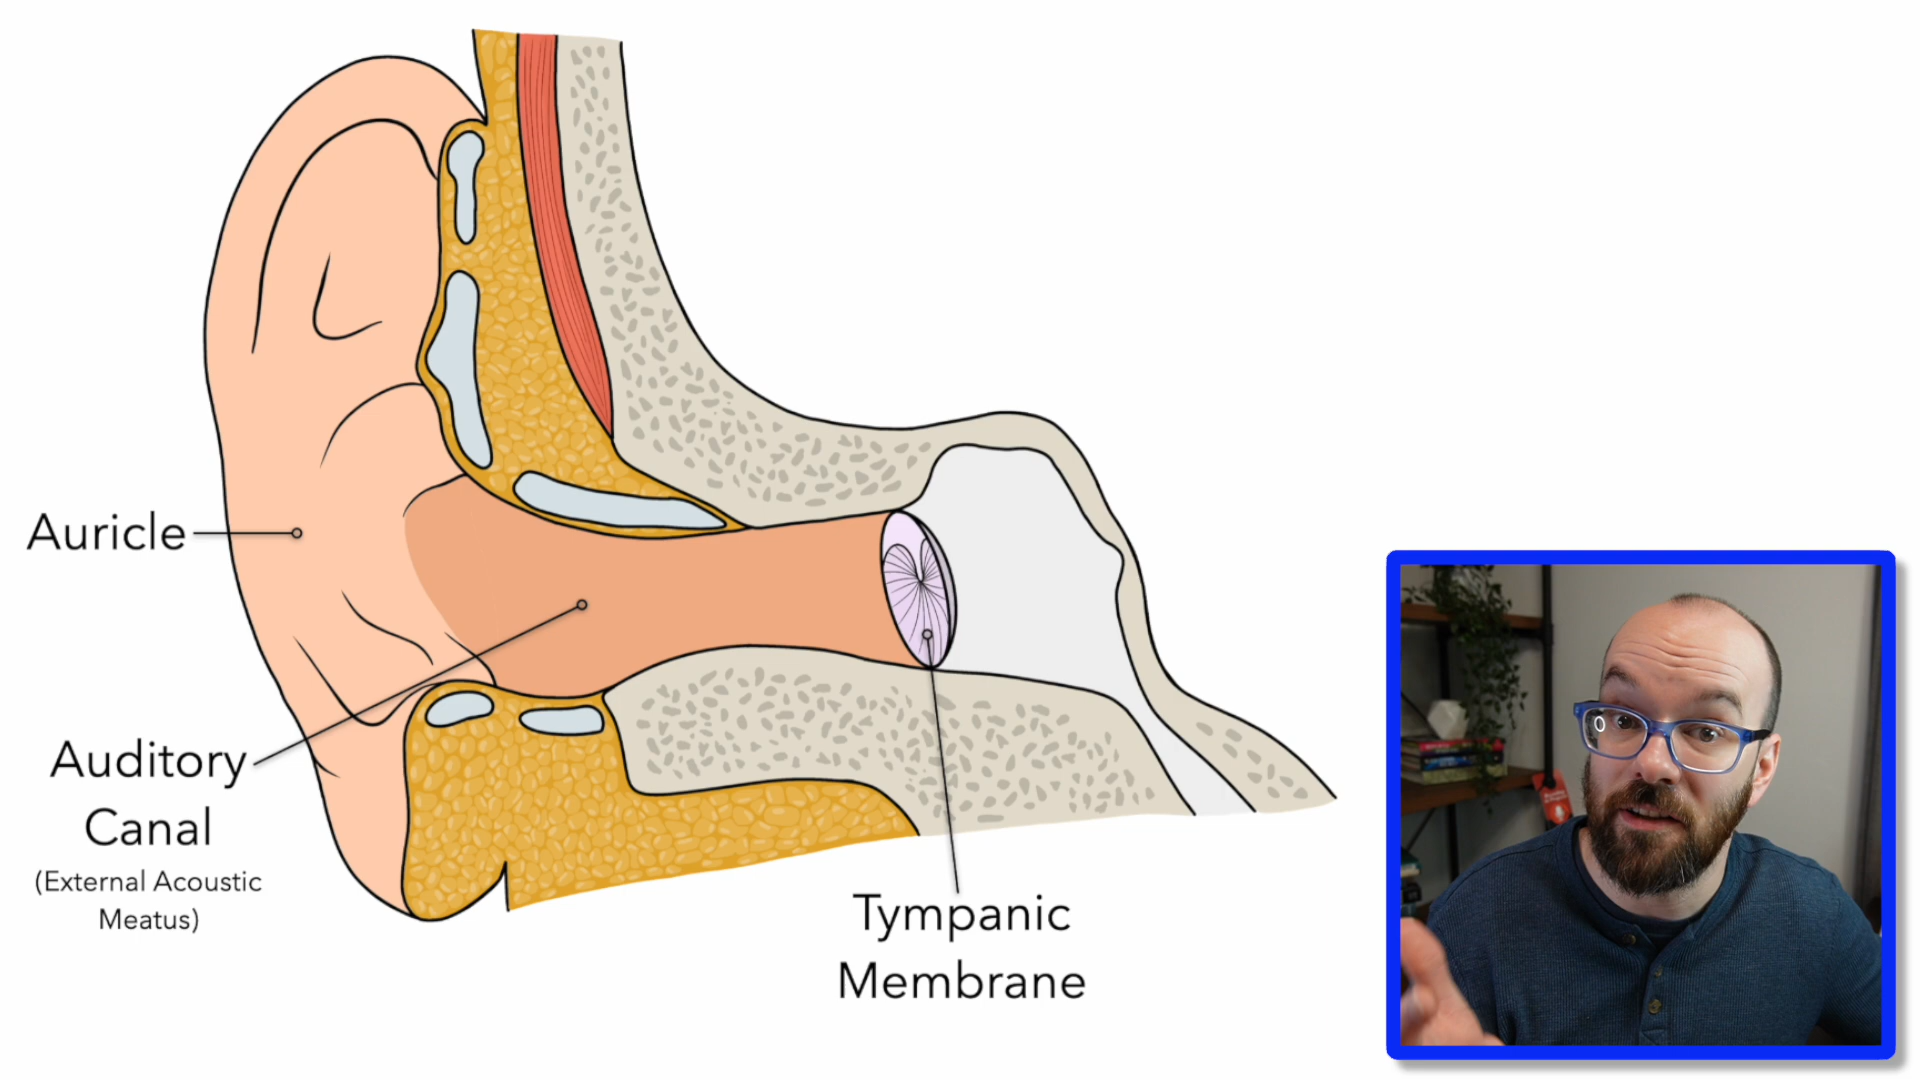 Auricle
Auditory
Canal
(External Acoustic
Meatus)
Tympanic
Membrane